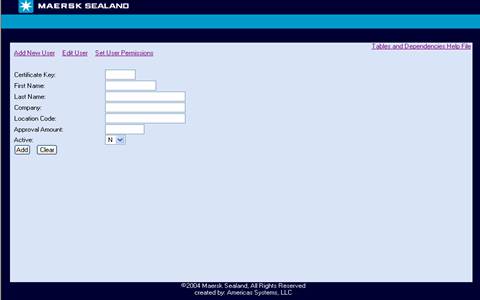 MAERSK SEALAND
Tables and Dependencies Help File
Add New User Edit User Set User Permissions
Certificate Key:
First Name:
Last Name:
Company:
Location Code:
Approval Amount:
Active: N
Add Clear
©2004 Maersk Sealand, All Rights Reserved
created by: Americas Systems, LLC